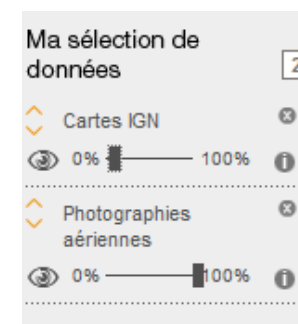 Ma sélection de
données
2
Cartes IGN
0% 100%
Photographies
aériennes
0% 100%